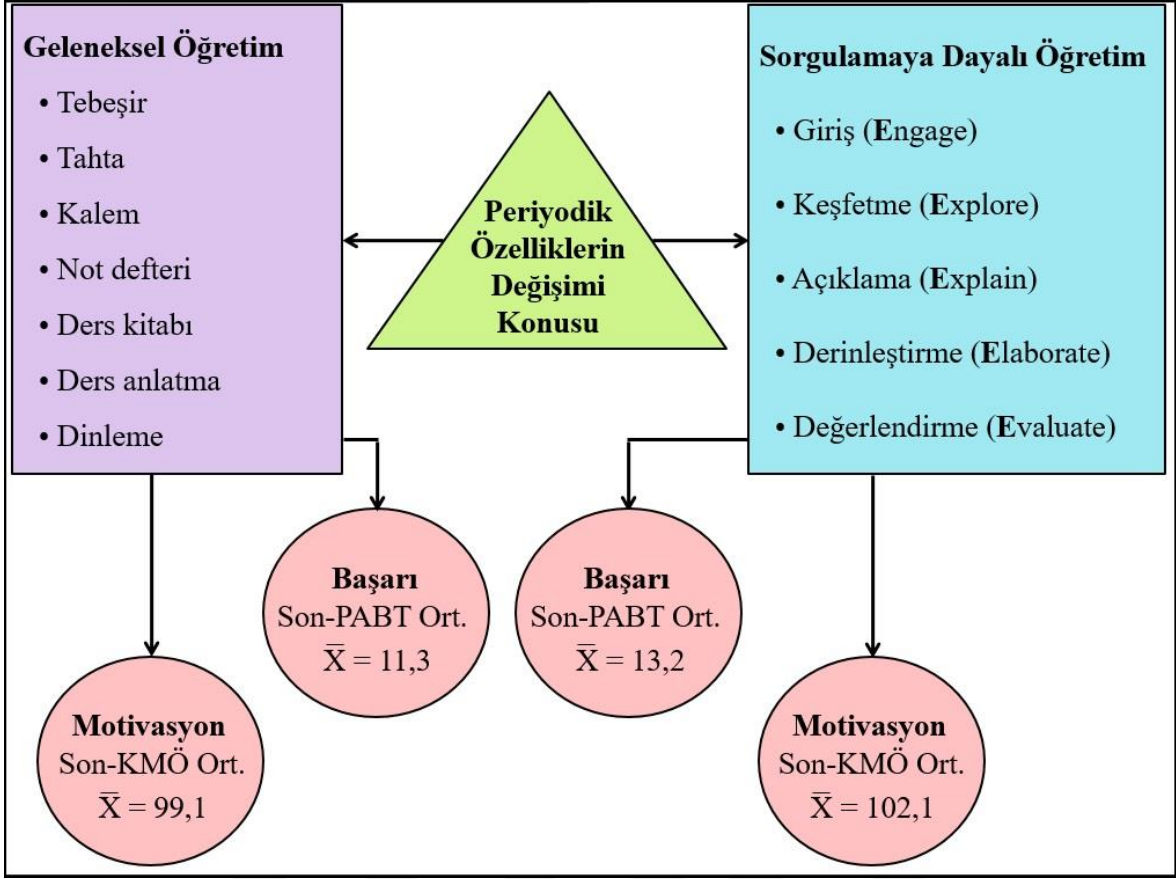 Geleneksel Öğretim
• Tebeşir
• Tahta
• Kalem
• Not defteri
• Ders kitabı
• Ders anlatma
• Dinleme
Periyodik
Özelliklerin
Değişimi
Konusu
Sorgulamaya Dayalı Öğretim
• Giriş (Engage)
• Keşfetme (Explore)
• Açıklama (Explain)
• Derinleştirme (Elaborate)
• Değerlendirme (Evaluate)
Başarı
Son-PABT Ort.
X̅ = 11,3
Başarı
Son-PABT Ort.
X̅ = 13,2
Motivasyon
Son-KMÖ Ort.
X̅ = 99,1
Motivasyon
Son-KMÖ Ort.
X̅ = 102,1